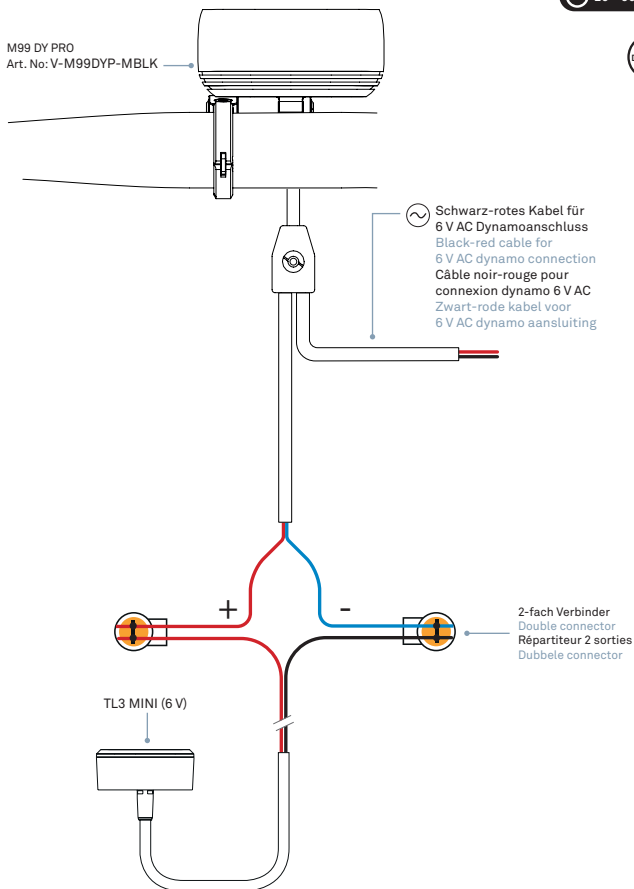 M99 DY PRO
Art. No: V-M99DYP-MBLK
Schwarz-rotes Kabel für
6 V AC Dynamoanschluss
Black-red cable for
6 V AC dynamo connection
Câble noir-rouge pour
connexion dynamo 6 V AC
Zwart-rode kabel voor
6 V AC dynamo aansluiting
+ -
2-fach Verbinder
Double connector
Répartiteur 2 sorties
Dubbele connector
TL3 MINI (6 V)